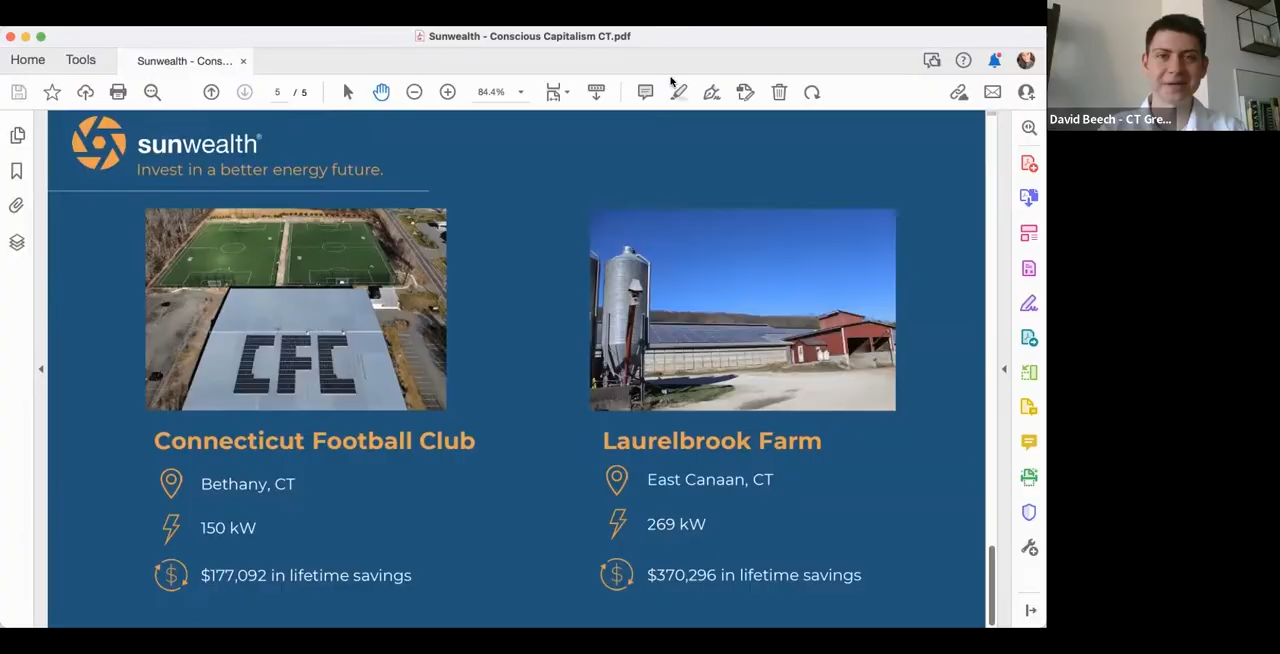 Sunwealth - Conscious Capitalism CT.pdf
Home
Tools
Sunwealth - Cons...
5 / 5
84.4%
David Beech - CT Gre...
sunwealth®
Invest in a better energy future.
CFC
Connecticut Football Club
Bethany, CT
150 kW
$177,092 in lifetime savings
Laurelbrook Farm
East Canaan, CT
269 kW
$370,296 in lifetime savings